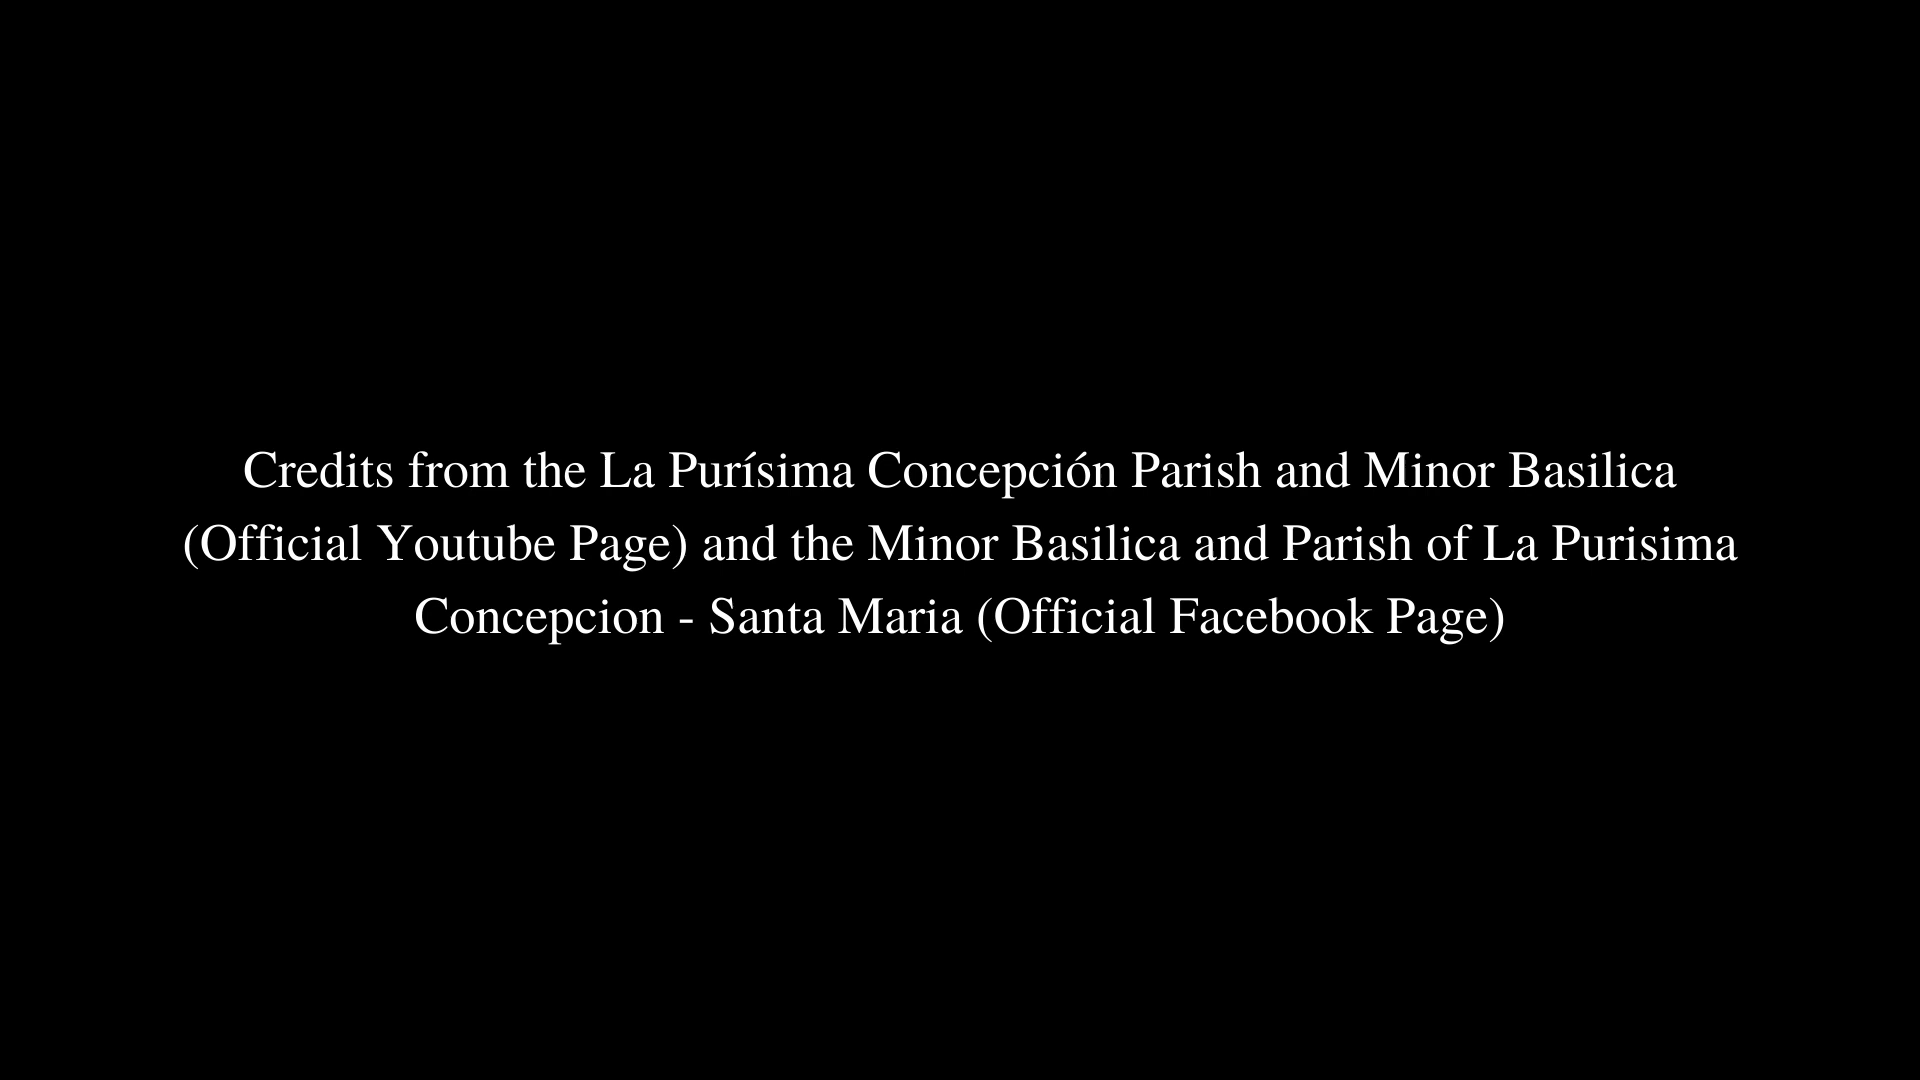 Credits from the La Purísima Concepción Parish and Minor Basilica
(Official Youtube Page) and the Minor Basilica and Parish of La Purisima
Concepcion - Santa Maria (Official Facebook Page)